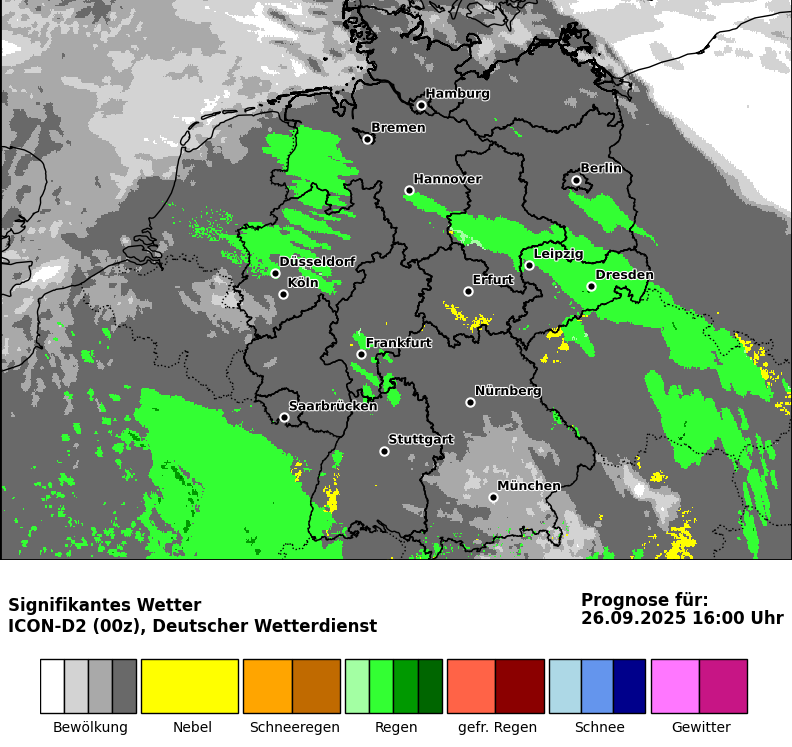 Hamburg
Bremen
Berlin
Hannover
Düsseldorf
Leipzig
Köln
Erfurt
Dresden
Frankfurt
Nürnberg
Saarbrücken
Stuttgart
München
Signifikantes Wetter
ICON-D2 (00z), Deutscher Wetterdienst
Prognose für:
26.09.2025 16:00 Uhr
Bewölkung
Nebel
Schneeregen
Regen
gefr. Regen
Schnee
Gewitter